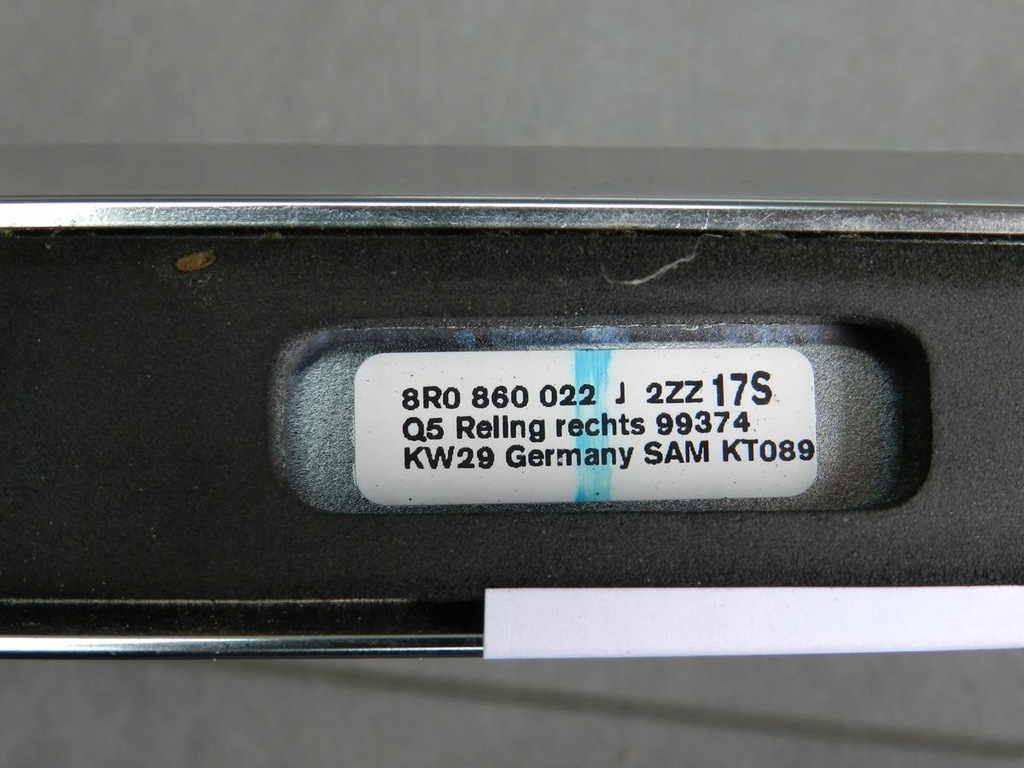 8R0 860 022 J 2ZZ 17S
Q5 Reling rechts 99374
KW29 Germany SAM KT089